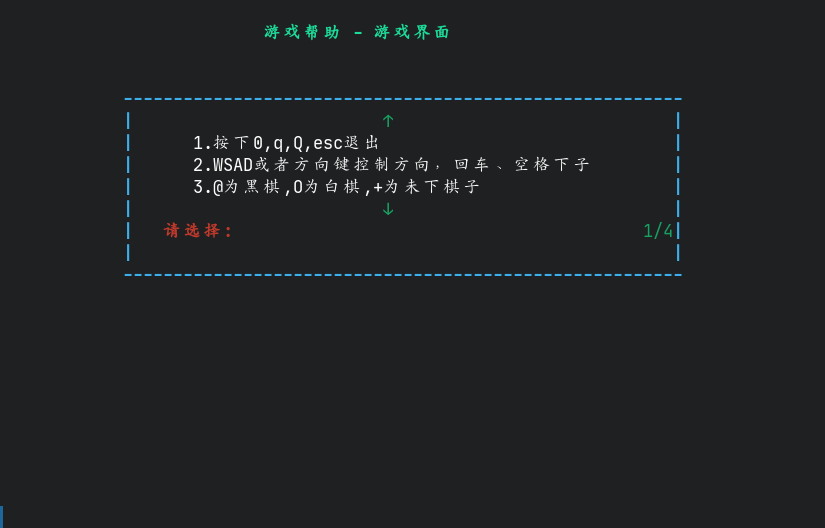 游戏帮助 - 游戏界面
↑
1.按下0,q,Q,esc退出
2.WSAD或者方向键控制方向，回车、空格下子
3.@为黑棋,O为白棋,+为未下棋子
↓
请选择: 1/4